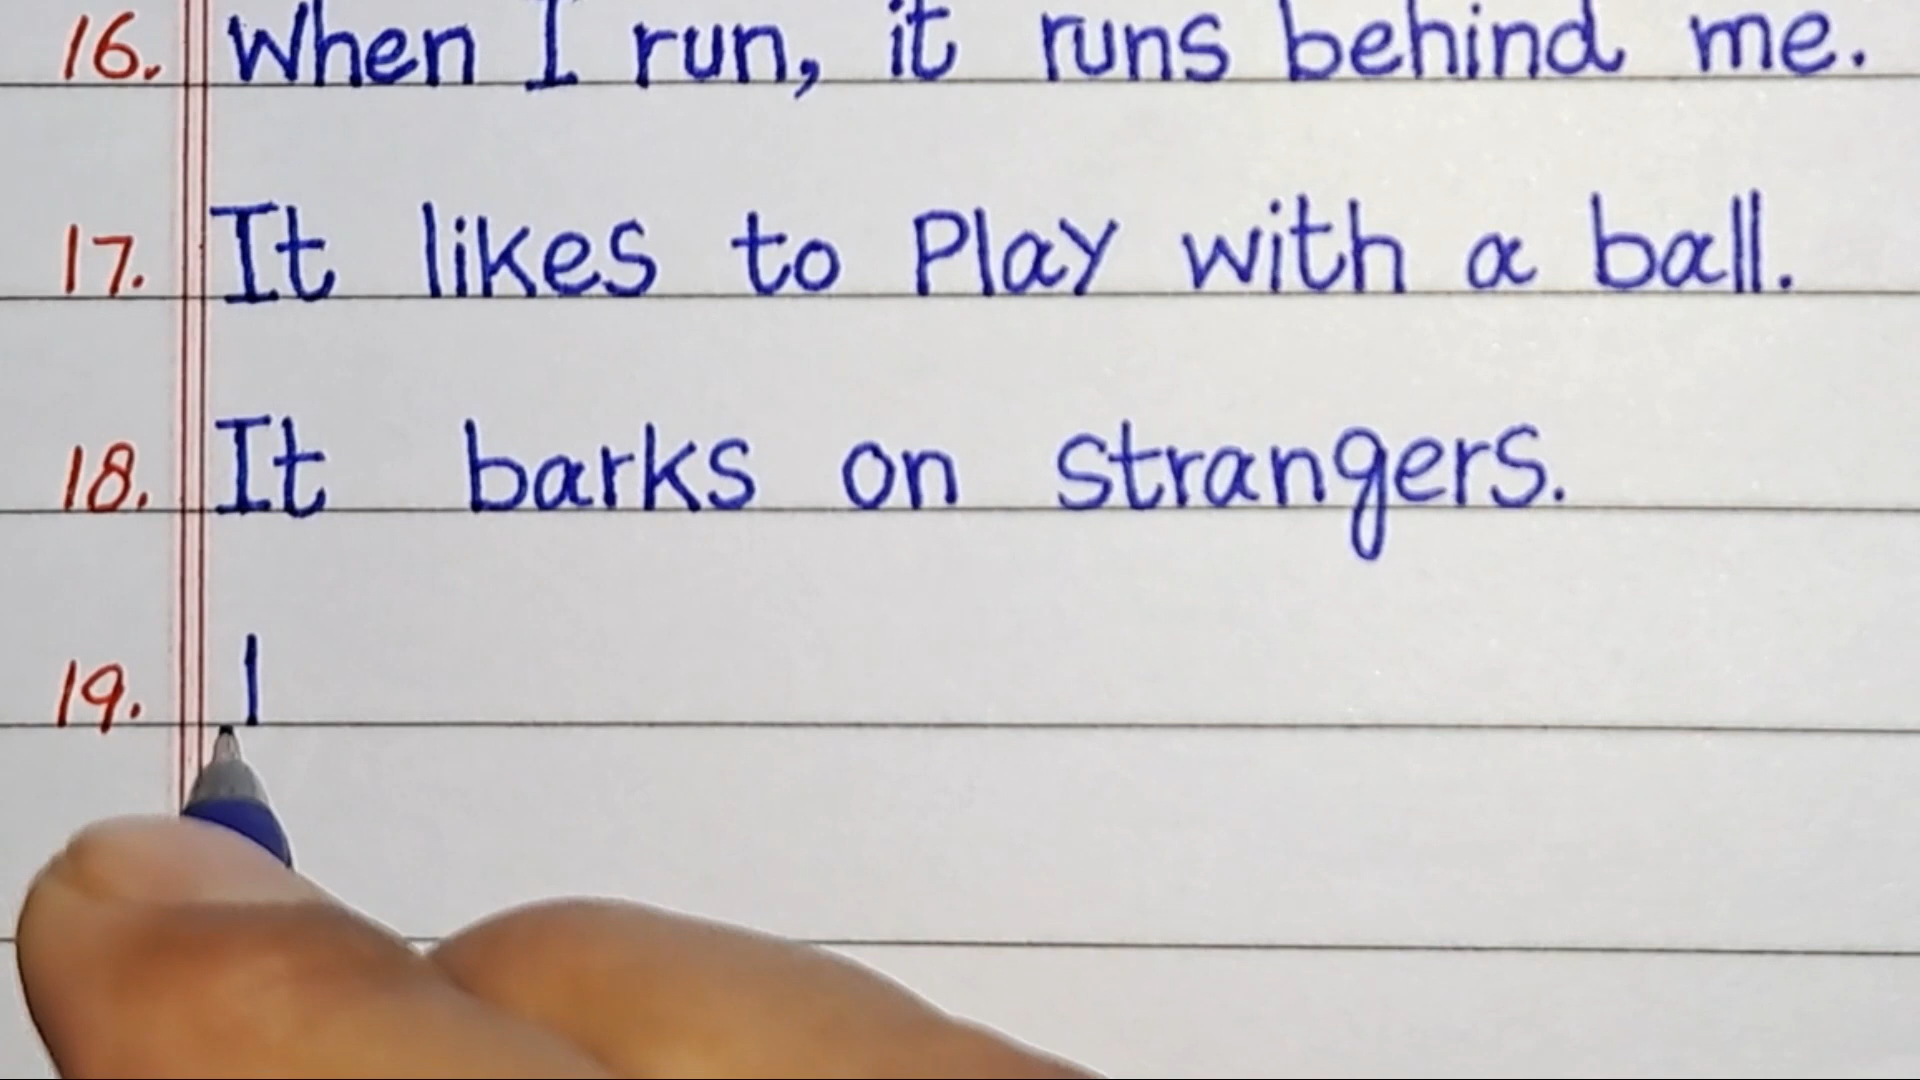 16. When I run, it runs behind me.
17. It likes to Play with a ball.
18. It barks on strangers.
19. I